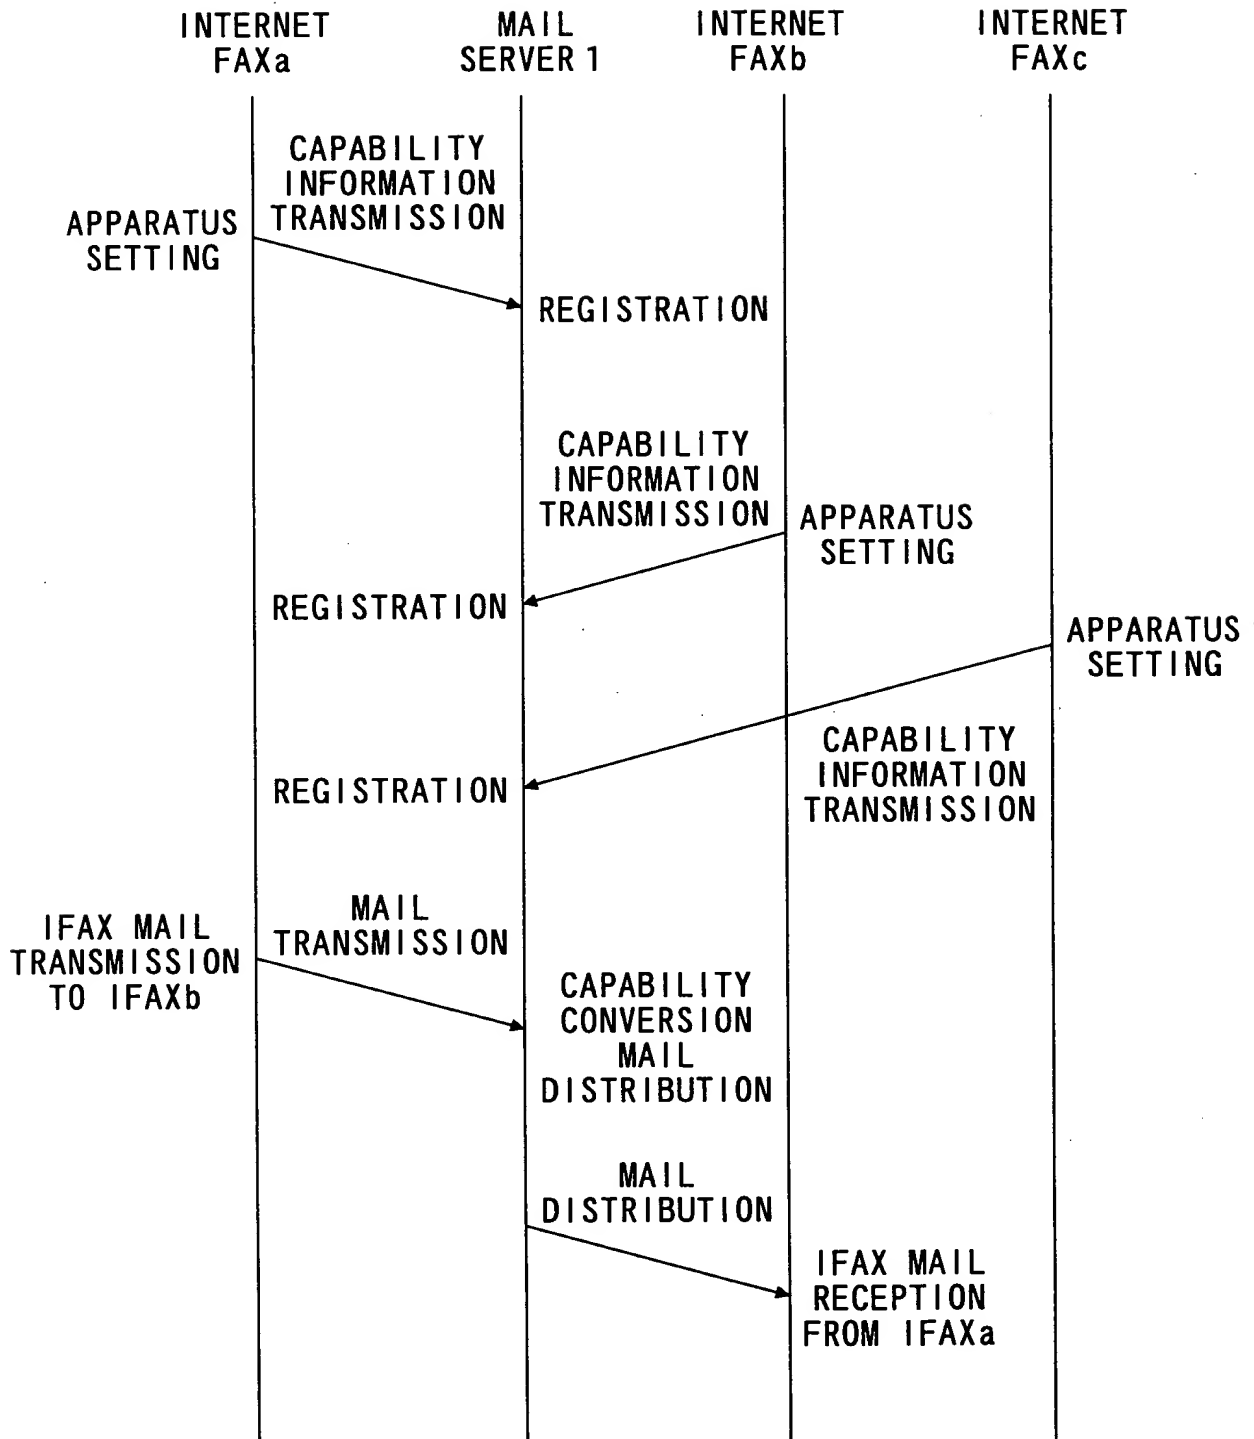 INTERNET
FAXa
MAIL
SERVER 1
INTERNET
FAXb
INTERNET
FAXc
CAPABILITY
INFORMATION
TRANSMISSION
APPARATUS
SETTING
REGISTRATION
CAPABILITY
INFORMATION
TRANSMISSION
APPARATUS
SETTING
REGISTRATION
APPARATUS
SETTING
CAPABILITY
INFORMATION
TRANSMISSION
REGISTRATION
MAIL
TRANSMISSION
IFAX MAIL
TRANSMISSION
TO IFAXb
CAPABILITY
CONVERSION
MAIL
DISTRIBUTION
MAIL
DISTRIBUTION
IFAX MAIL
RECEPTION
FROM IFAXa